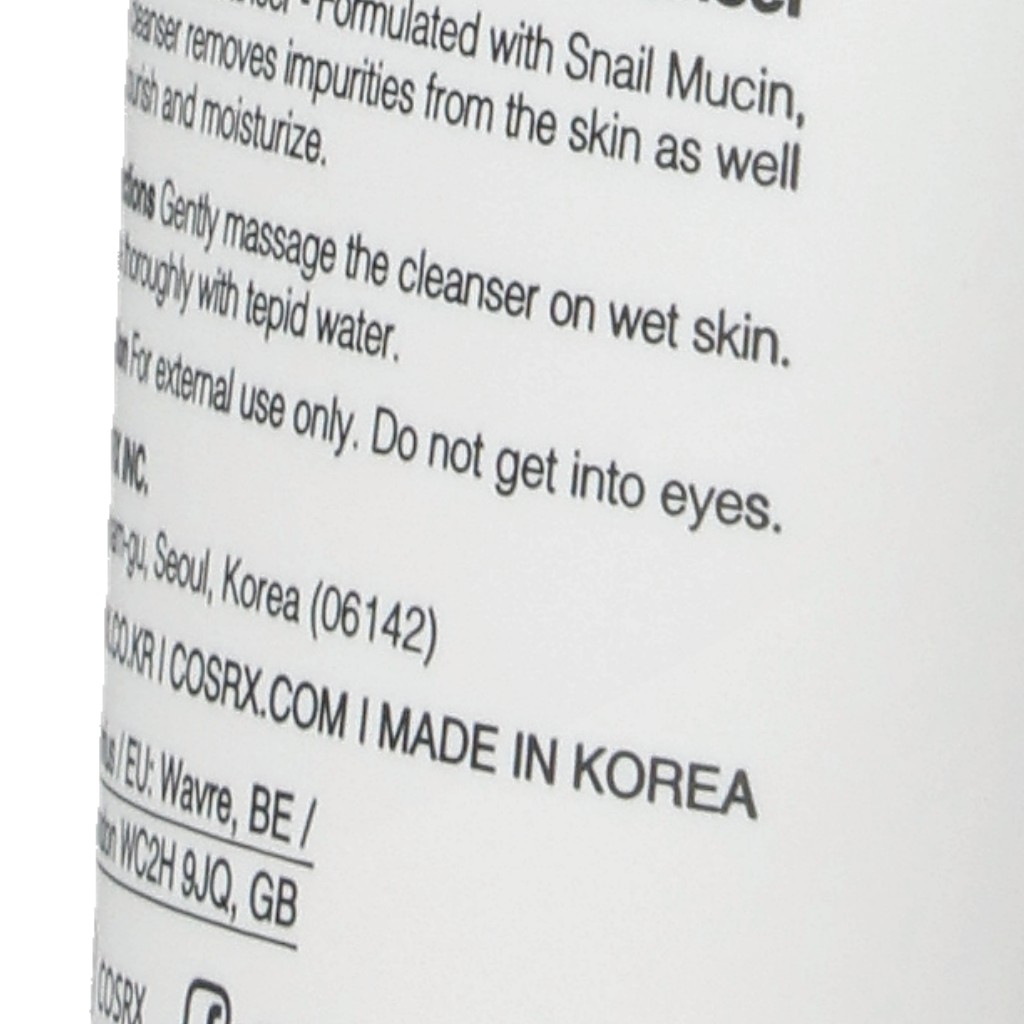 - Formulated with Snail Mucin,
cleanser removes impurities from the skin as well
and moisturize.
Gently massage the cleanser on wet skin.
thoroughly with tepid water.
For external use only. Do not get into eyes.
INC.
Seoul, Korea (06142)
.CO.KR | COSRX.COM | MADE IN KOREA
/ EU: Wavre, BE /
WC2H 9JQ, GB
COSRX